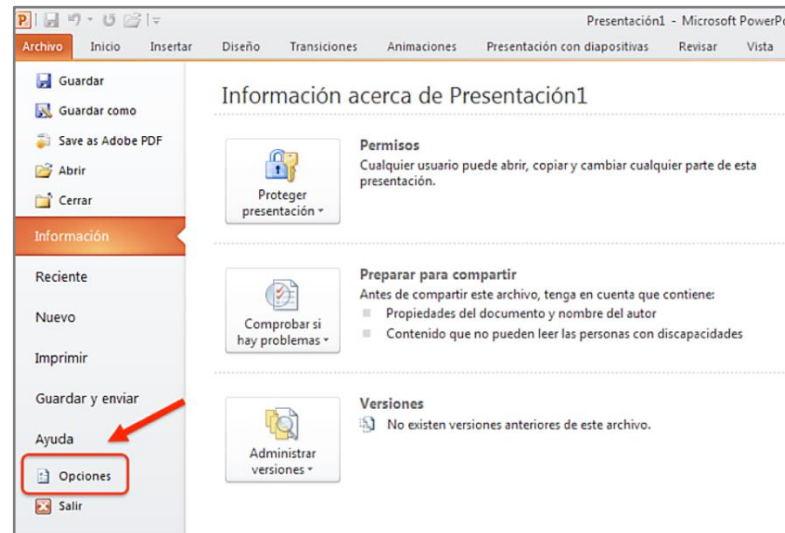 Presentación1 - Microsoft PowerPo
Archivo Inicio Insertar Diseño Transiciones Animaciones Presentación con diapositivas Revisar Vista
Guardar
Guardar como
Save as Adobe PDF
Abrir
Cerrar
Información
Reciente
Nuevo
Imprimir
Guardar y enviar
Ayuda
Opciones
Salir
Información acerca de Presentación1
Proteger
presentación
Permisos
Cualquier usuario puede abrir, copiar y cambiar cualquier parte de esta
presentación.
Comprobar si
hay problemas
Preparar para compartir
Antes de compartir este archivo, tenga en cuenta que contiene:
Propiedades del documento y nombre del autor
Contenido que no pueden leer las personas con discapacidades
Administrar
versiones
Versiones
No existen versiones anteriores de este archivo.